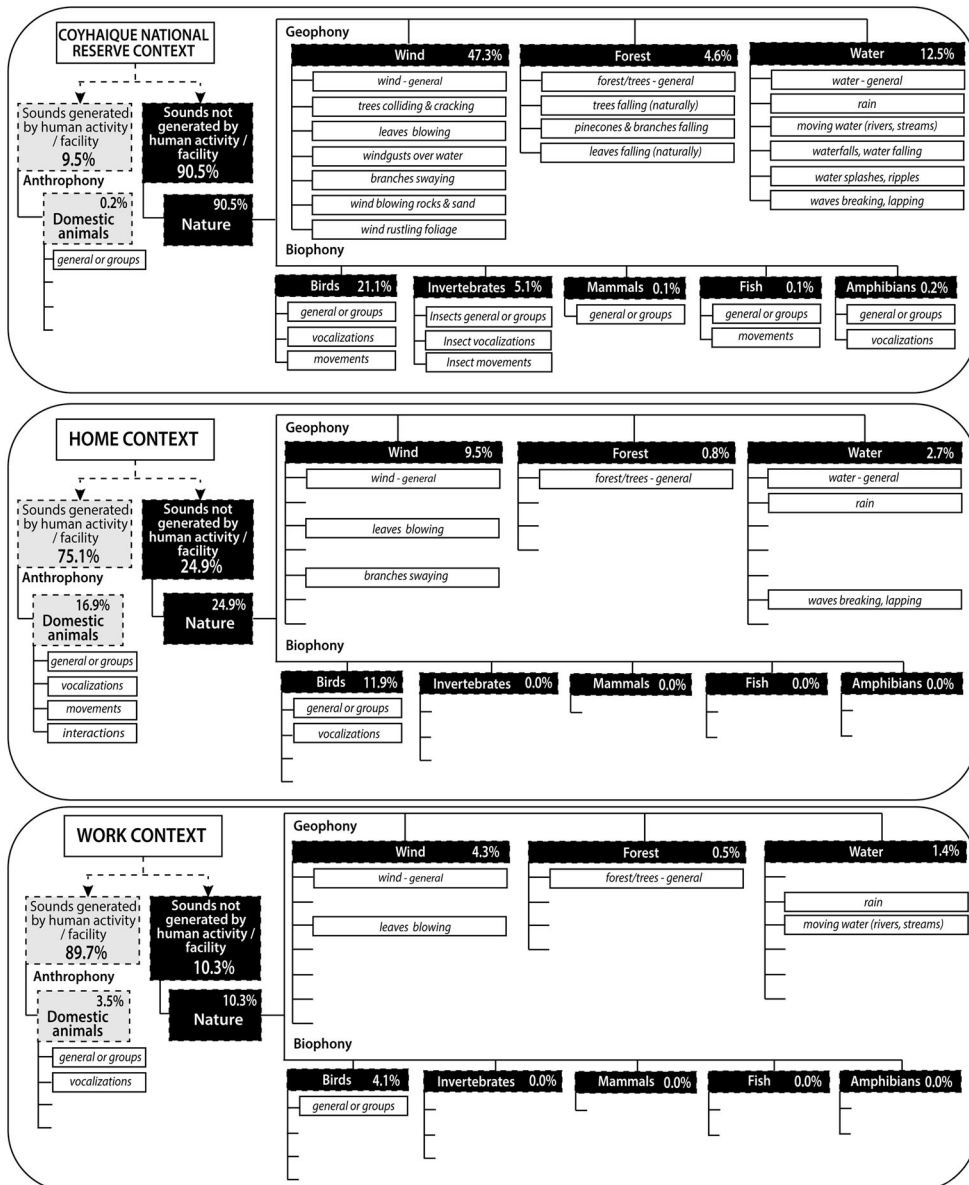 COYHAIQUE NATIONAL
RESERVE CONTEXT
Sounds generated
by human activity
/ facility
9.5%
Sounds not
generated by
human activity /
facility
90.5%
Anthrophony
0.2%
Domestic
animals
general or groups
90.5%
Nature
Geophony
Wind 47.3%
wind - general
trees colliding & cracking
leaves blowing
windgusts over water
branches swaying
wind blowing rocks & sand
wind rustling foliage
Forest 4.6%
forest/trees - general
trees falling (naturally)
pinecones & branches falling
leaves falling (naturally)
Water 12.5%
water - general
rain
moving water (rivers, streams)
waterfalls, water falling
water splashes, ripples
waves breaking, lapping
Biophony
Birds 21.1%
general or groups
vocalizations
movements
Invertebrates 5.1%
Insects general or groups
Insect vocalizations
Insect movements
Mammals 0.1%
general or groups
Fish 0.1%
general or groups
movements
Amphibians 0.2%
general or groups
vocalizations
HOME CONTEXT
Sounds generated
by human activity
/ facility
75.1%
Sounds not
generated by
human activity /
facility
24.9%
Anthrophony
16.9%
Domestic
animals
general or groups
vocalizations
movements
interactions
24.9%
Nature
Geophony
Wind 9.5%
wind - general
leaves blowing
branches swaying
Forest 0.8%
forest/trees - general
Water 2.7%
water - general
rain
waves breaking, lapping
Biophony
Birds 11.9%
general or groups
vocalizations
Invertebrates 0.0%
Mammals 0.0%
Fish 0.0%
Amphibians 0.0%
WORK CONTEXT
Sounds generated
by human activity
/ facility
89.7%
Sounds not
generated by
human activity /
facility
10.3%
Anthrophony
3.5%
Domestic
animals
general or groups
vocalizations
10.3%
Nature
Geophony
Wind 4.3%
wind - general
leaves blowing
Forest 0.5%
forest/trees - general
Water 1.4%
rain
moving water (rivers, streams)
Biophony
Birds 4.1%
general or groups
Invertebrates 0.0%
Mammals 0.0%
Fish 0.0%
Amphibians 0.0%